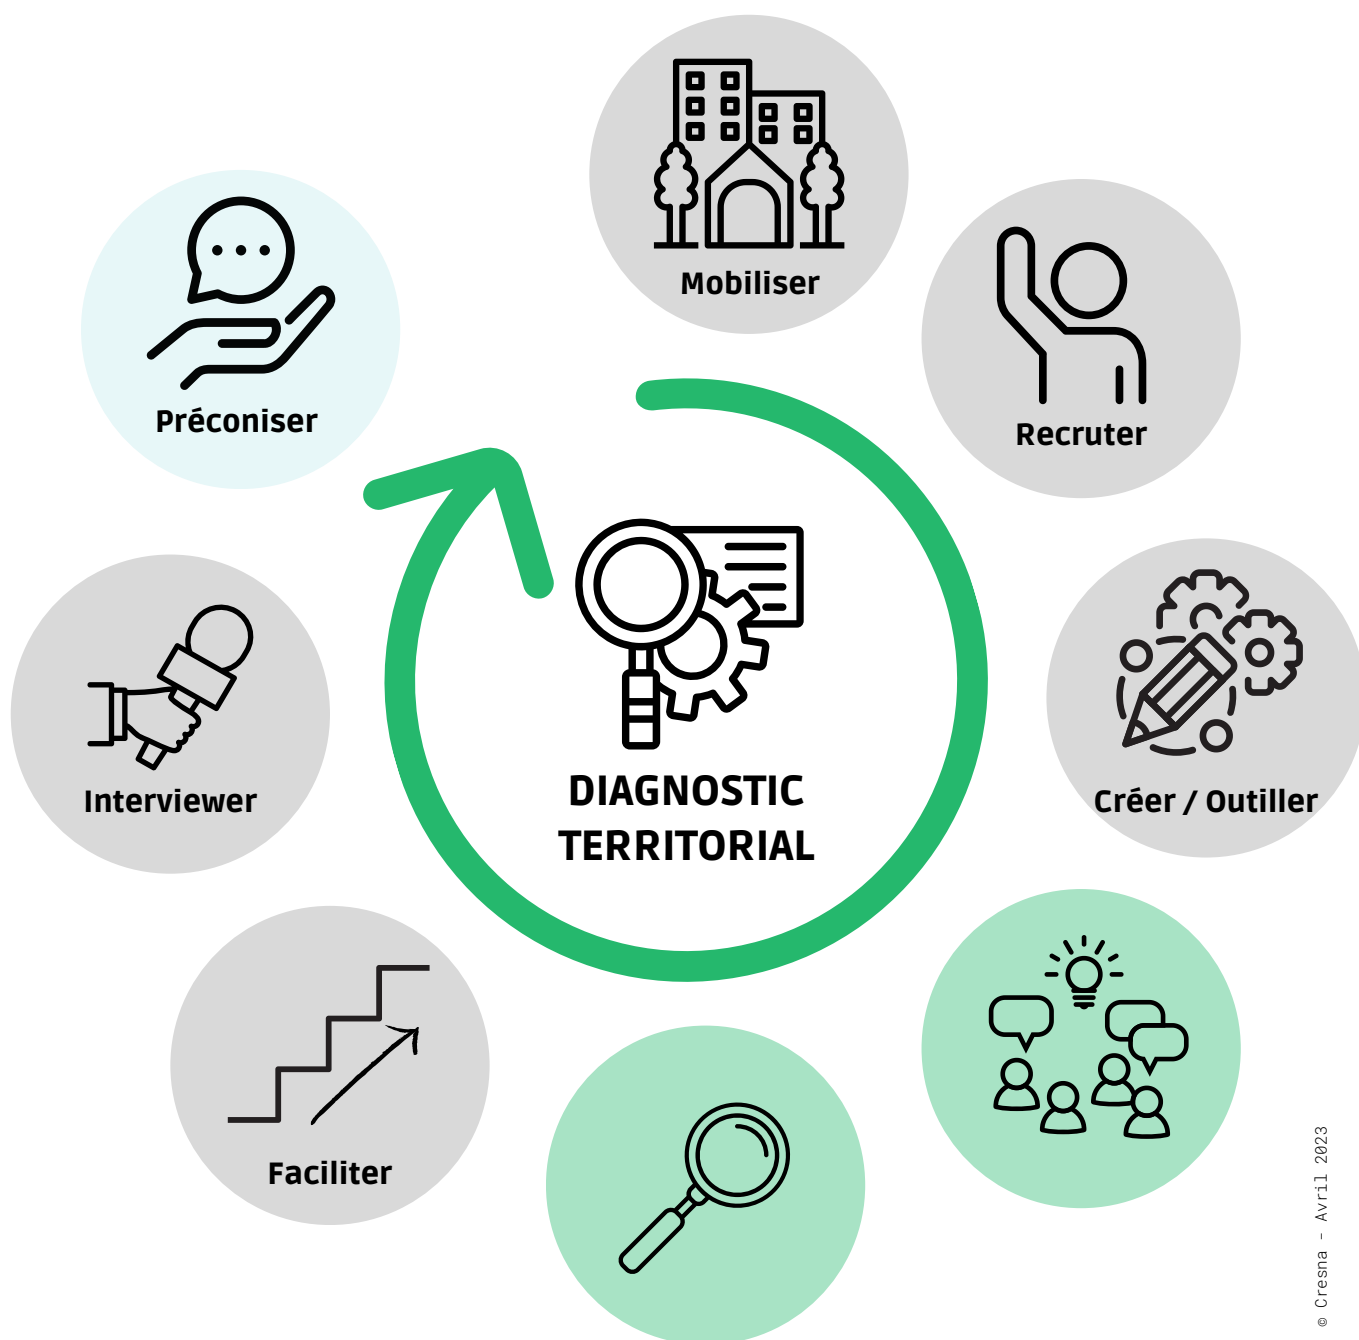 Mobiliser
Recruter
Créer / Outiller
Faciliter
Interviewer
Préconiser
DIAGNOSTIC
TERRITORIAL
© Cresna - Avril 2023